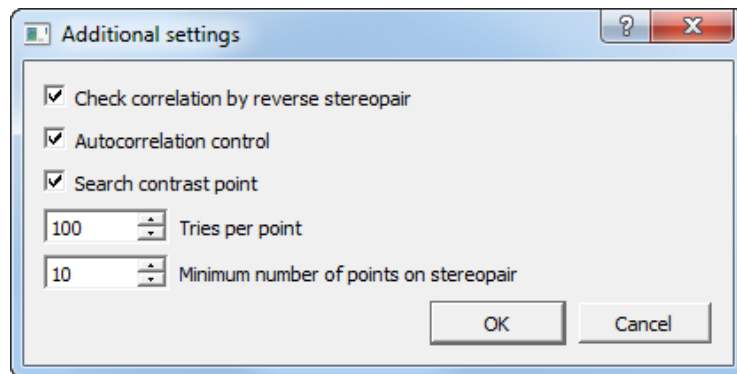 Additional settings
Check correlation by reverse stereopair
Autocorrelation control
Search contrast point
100 Tries per point
10 Minimum number of points on stereopair
OK Cancel